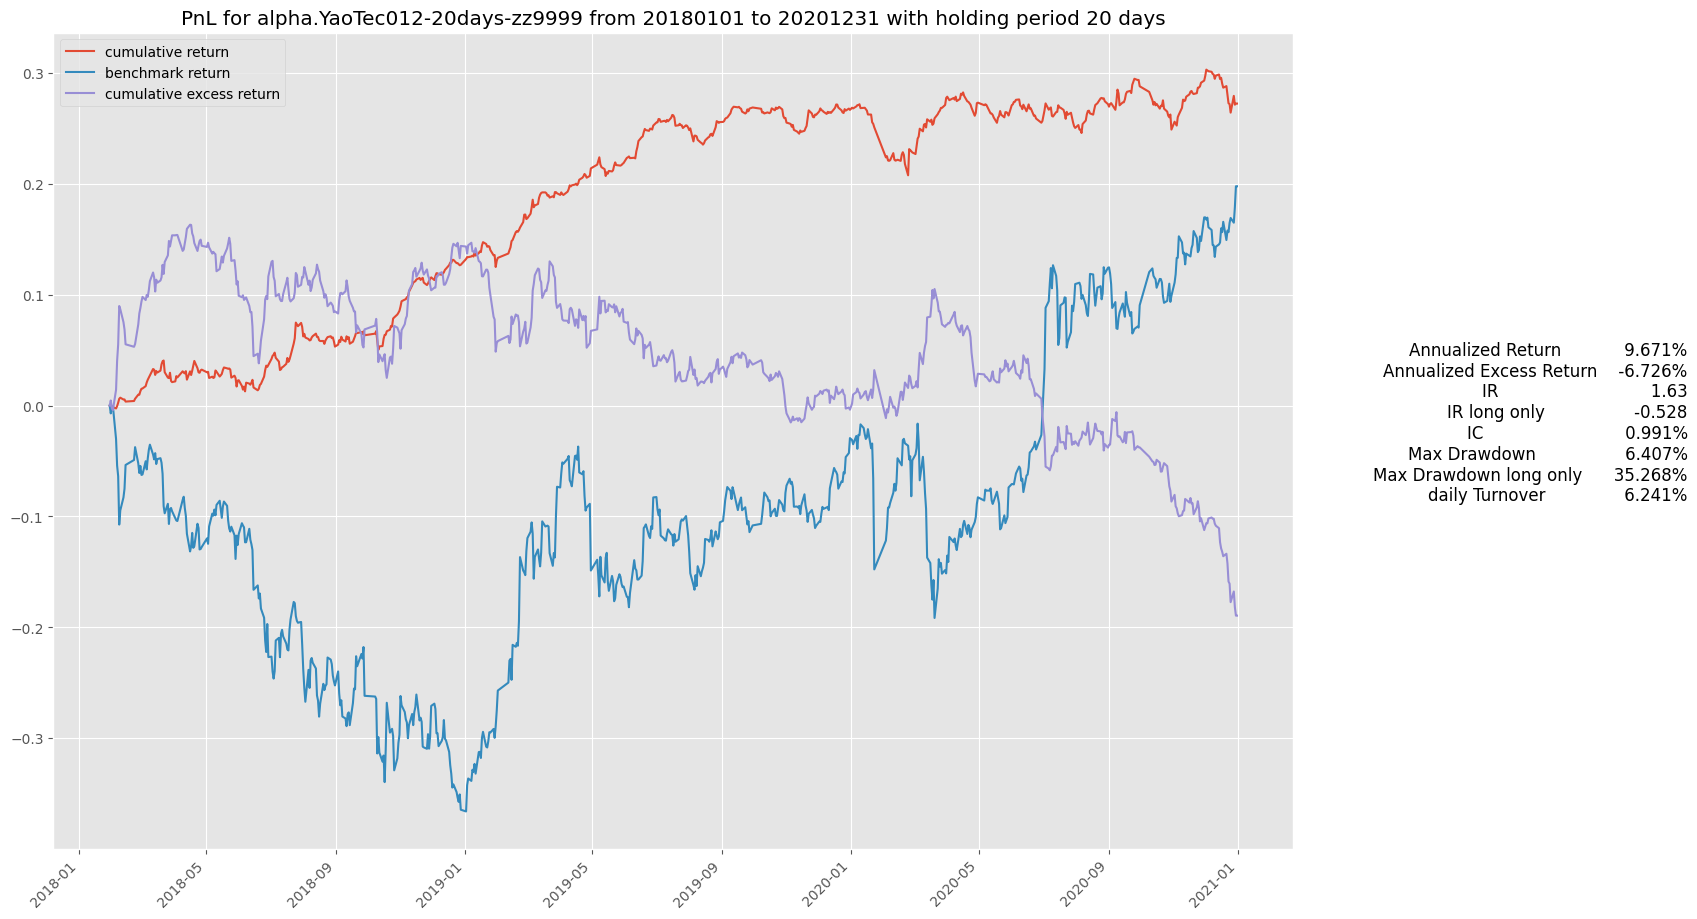 PnL for alpha.YaoTec012-20days-zz9999 from 20180101 to 20201231 with holding period 20 days
cumulative return
benchmark return
cumulative excess return
0.3
0.2
0.1
0.0
−0.1
−0.2
−0.3
2018-01
2018-05
2018-09
2019-01
2019-05
2019-09
2020-01
2020-05
2020-09
2021-01
Annualized Return 9.671%
Annualized Excess Return -6.726%
IR 1.63
IR long only -0.528
IC 0.991%
Max Drawdown 6.407%
Max Drawdown long only 35.268%
daily Turnover 6.241%